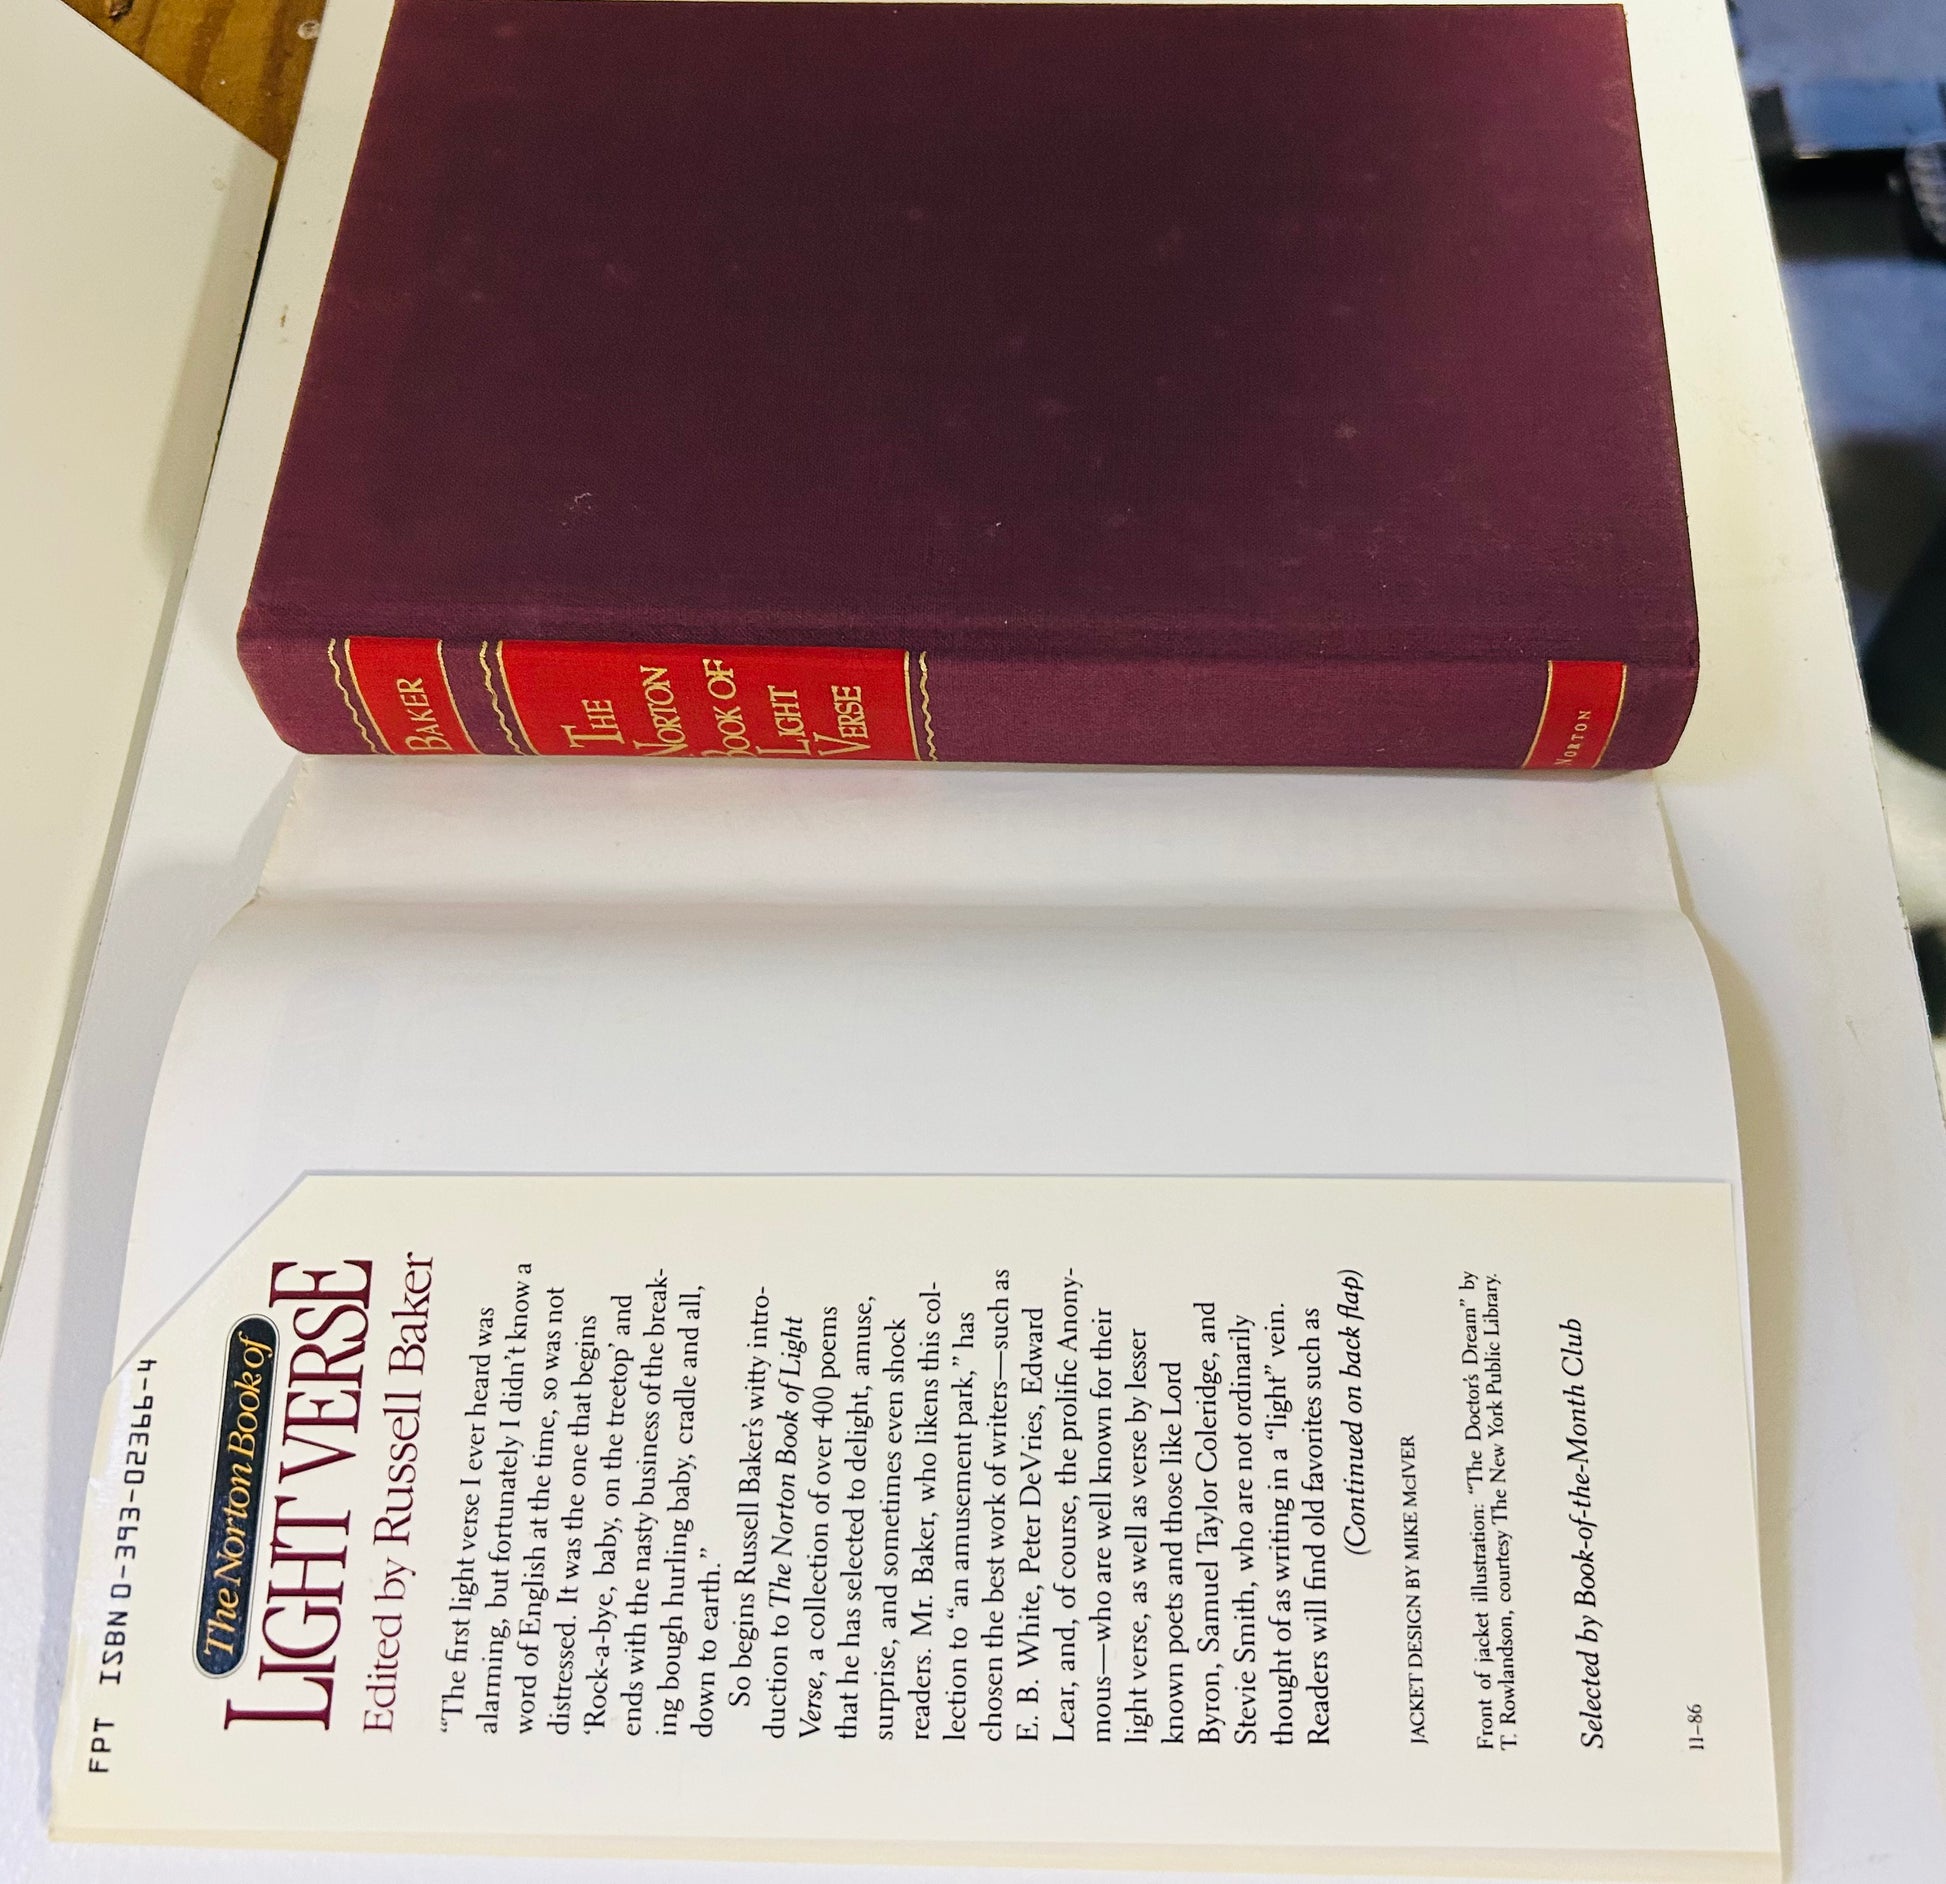 BAKER
THE
NORTON
BOOK OF
LIGHT
VERSE
NORTON
FPT ISBN 0-393-02366-4
The Norton Book of
LIGHT VERSE
Edited by Russell Baker
“The first light verse I ever heard was
alarming, but fortunately I didn’t know a
word of English at the time, so was not
distressed. It was the one that begins
‘Rock-a-bye, baby, on the treetop’ and
ends with the nasty business of the break-
ing bough hurling baby, cradle and all,
down to earth.”
So begins Russell Baker’s witty intro-
duction to The Norton Book of Light
Verse, a collection of over 400 poems
that he has selected to delight, amuse,
surprise, and sometimes even shock
readers. Mr. Baker, who likens this col-
lection to “an amusement park,” has
chosen the best work of writers—such as
E. B. White, Peter DeVries, Edward
Lear, and, of course, the prolific Anony-
mous—who are well known for their
light verse, as well as verse by lesser
known poets and those like Lord
Byron, Samuel Taylor Coleridge, and
Stevie Smith, who are not ordinarily
thought of as writing in a “light” vein.
Readers will find old favorites such as
(Continued on back flap)
JACKET DESIGN BY MIKE McIVER
Front of jacket illustration: “The Doctor’s Dream” by
T. Rowlandson, courtesy The New York Public Library.
Selected by Book-of-the-Month Club
11–86